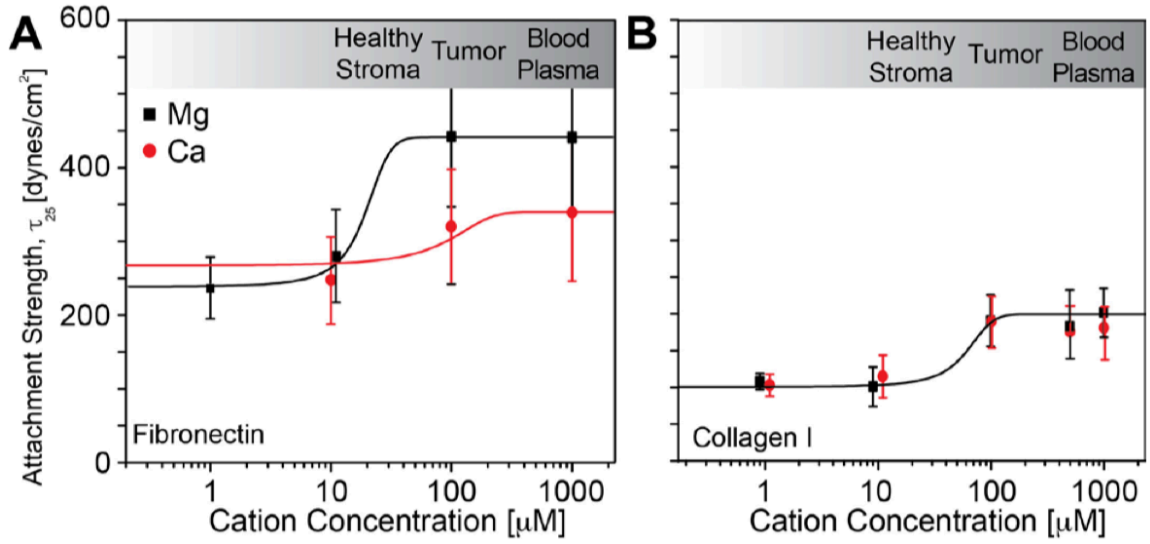 A
B
600
400
200
0
Attachment Strength, τ25 [dynes/cm2]
Healthy
Stroma
Tumor
Blood
Plasma
Mg
Ca
Fibronectin
1
10
100
1000
Cation Concentration [μM]
Healthy
Stroma
Tumor
Blood
Plasma
Collagen I
1
10
100
1000
Cation Concentration [μM]